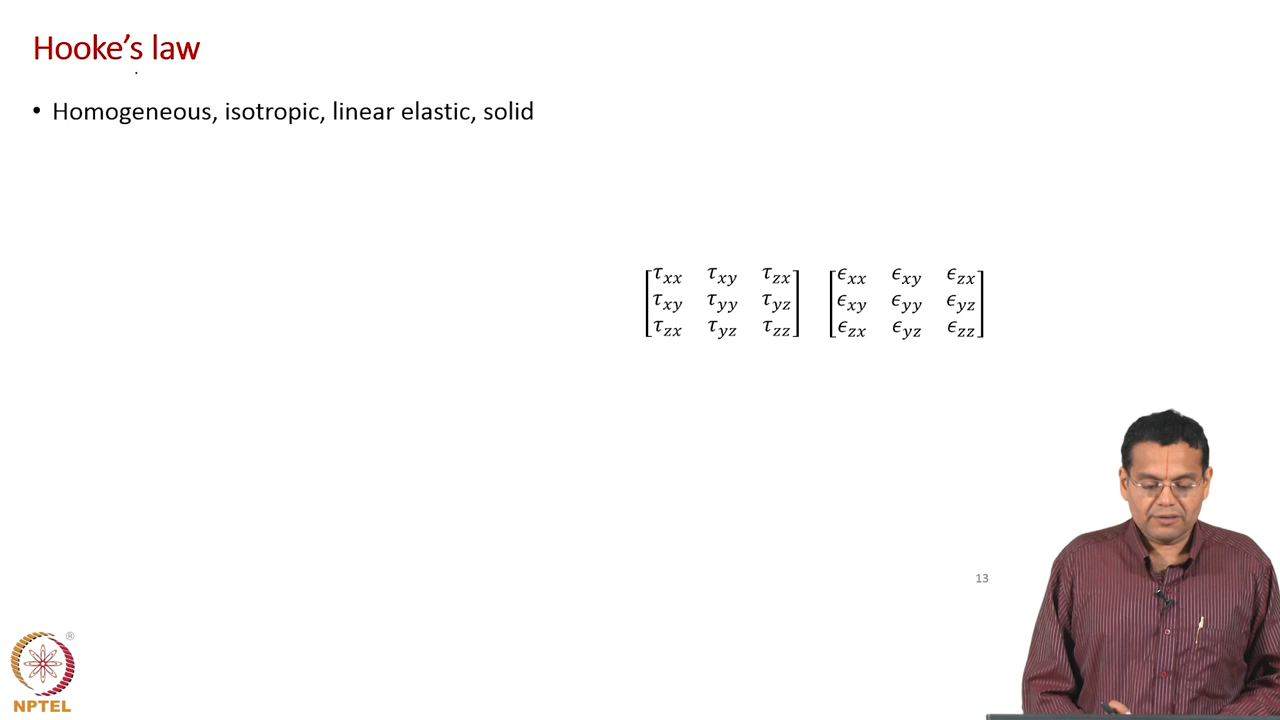 Hooke's law
• Homogeneous, isotropic, linear elastic, solid
τxx τxy τzx ϵxx ϵxy ϵzx
τxy τyy τyz ϵxy ϵyy ϵyz
τzx τyz τzz ϵzx ϵyz ϵzz
13
®
NPTEL